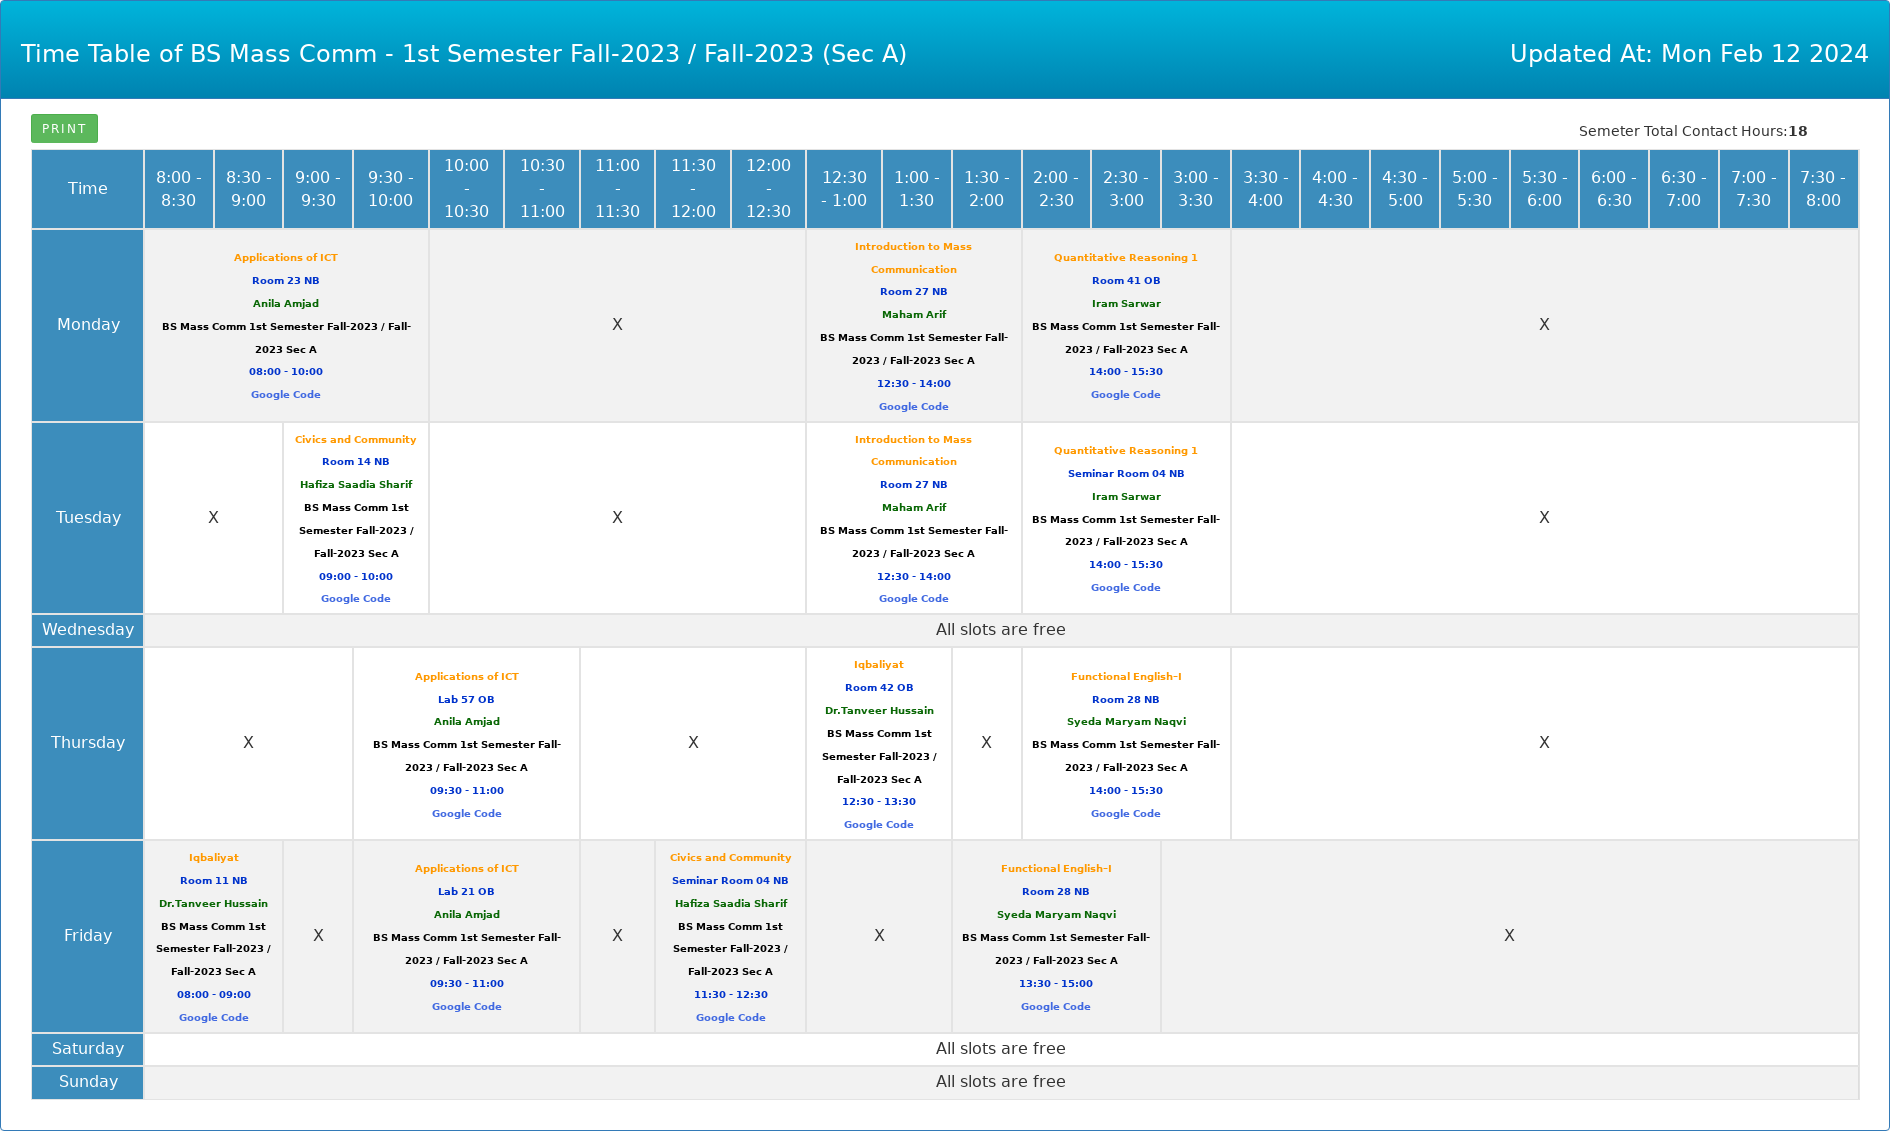 Time Table of BS Mass Comm - 1st Semester Fall-2023 / Fall-2023 (Sec A)
Updated At: Mon Feb 12 2024
PRINT
Semeter Total Contact Hours:18
Time
8:00 -
8:30
8:30 -
9:00
9:00 -
9:30
9:30 -
10:00
10:00
-
10:30
10:30
-
11:00
11:00
-
11:30
11:30
-
12:00
12:00
-
12:30
12:30
- 1:00
1:00 -
1:30
1:30 -
2:00
2:00 -
2:30
2:30 -
3:00
3:00 -
3:30
3:30 -
4:00
4:00 -
4:30
4:30 -
5:00
5:00 -
5:30
5:30 -
6:00
6:00 -
6:30
6:30 -
7:00
7:00 -
7:30
7:30 -
8:00
Monday
Applications of ICT
Room 23 NB
Anila Amjad
BS Mass Comm 1st Semester Fall-2023 / Fall-
2023 Sec A
08:00 - 10:00
Google Code
X
Introduction to Mass
Communication
Room 27 NB
Maham Arif
BS Mass Comm 1st Semester Fall-
2023 / Fall-2023 Sec A
12:30 - 14:00
Google Code
Quantitative Reasoning 1
Room 41 OB
Iram Sarwar
BS Mass Comm 1st Semester Fall-
2023 / Fall-2023 Sec A
14:00 - 15:30
Google Code
X
Tuesday
X
Civics and Community
Room 14 NB
Hafiza Saadia Sharif
BS Mass Comm 1st
Semester Fall-2023 /
Fall-2023 Sec A
09:00 - 10:00
Google Code
X
Introduction to Mass
Communication
Room 27 NB
Maham Arif
BS Mass Comm 1st Semester Fall-
2023 / Fall-2023 Sec A
12:30 - 14:00
Google Code
Quantitative Reasoning 1
Seminar Room 04 NB
Iram Sarwar
BS Mass Comm 1st Semester Fall-
2023 / Fall-2023 Sec A
14:00 - 15:30
Google Code
X
Wednesday
All slots are free
Thursday
X
Applications of ICT
Lab 57 OB
Anila Amjad
BS Mass Comm 1st Semester Fall-
2023 / Fall-2023 Sec A
09:30 - 11:00
Google Code
X
Iqbaliyat
Room 42 OB
Dr.Tanveer Hussain
BS Mass Comm 1st
Semester Fall-2023 /
Fall-2023 Sec A
12:30 - 13:30
Google Code
X
Functional English-I
Room 28 NB
Syeda Maryam Naqvi
BS Mass Comm 1st Semester Fall-
2023 / Fall-2023 Sec A
14:00 - 15:30
Google Code
X
Friday
Iqbaliyat
Room 11 NB
Dr.Tanveer Hussain
BS Mass Comm 1st
Semester Fall-2023 /
Fall-2023 Sec A
08:00 - 09:00
Google Code
X
Applications of ICT
Lab 21 OB
Anila Amjad
BS Mass Comm 1st Semester Fall-
2023 / Fall-2023 Sec A
09:30 - 11:00
Google Code
X
Civics and Community
Seminar Room 04 NB
Hafiza Saadia Sharif
BS Mass Comm 1st
Semester Fall-2023 /
Fall-2023 Sec A
11:30 - 12:30
Google Code
X
Functional English-I
Room 28 NB
Syeda Maryam Naqvi
BS Mass Comm 1st Semester Fall-
2023 / Fall-2023 Sec A
13:30 - 15:00
Google Code
X
Saturday
All slots are free
Sunday
All slots are free